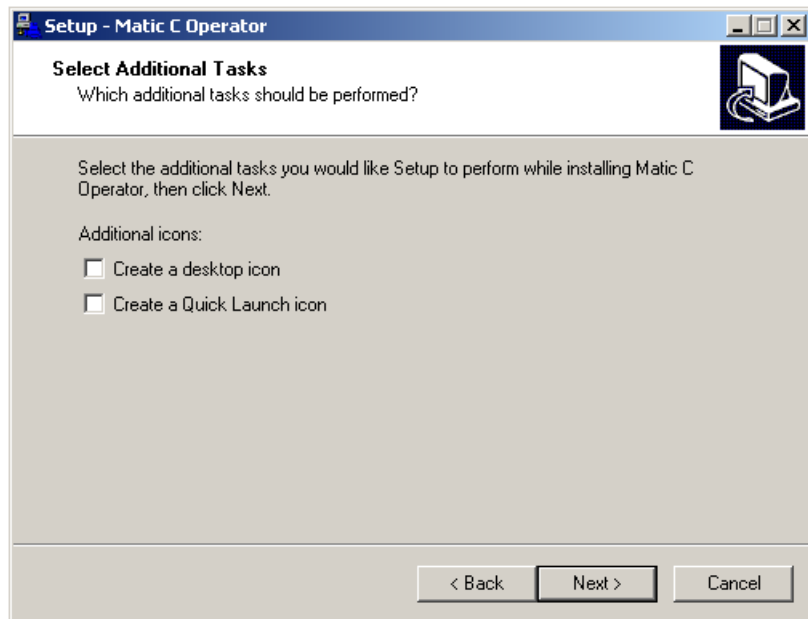 Setup - Matic C Operator
Select Additional Tasks
Which additional tasks should be performed?
Select the additional tasks you would like Setup to perform while installing Matic C
Operator, then click Next.
Additional icons:
Create a desktop icon
Create a Quick Launch icon
< Back
Next >
Cancel